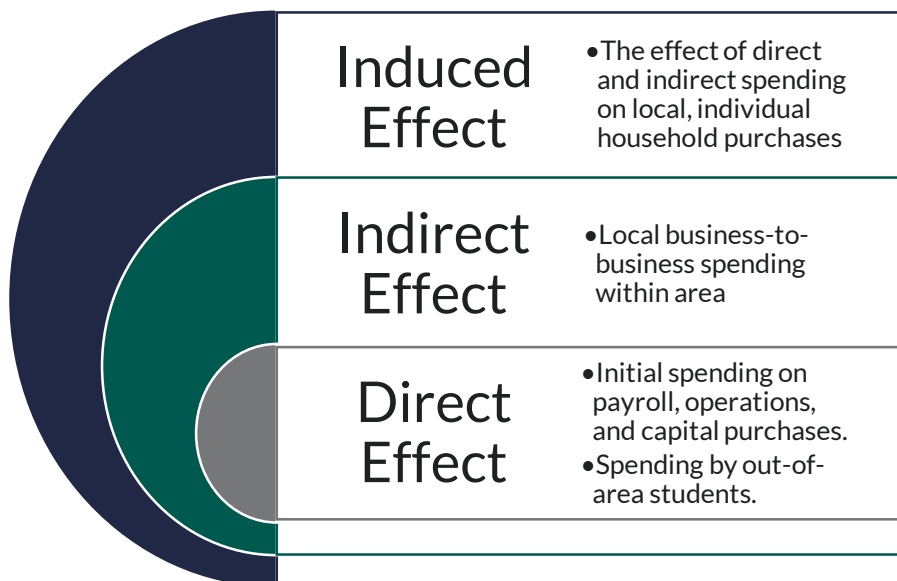 Induced
Effect
•The effect of direct
and indirect spending
on local, individual
household purchases
Indirect
Effect
•Local business-to-
business spending
within area
Direct
Effect
•Initial spending on
payroll, operations,
and capital purchases.
•Spending by out-of-
area students.